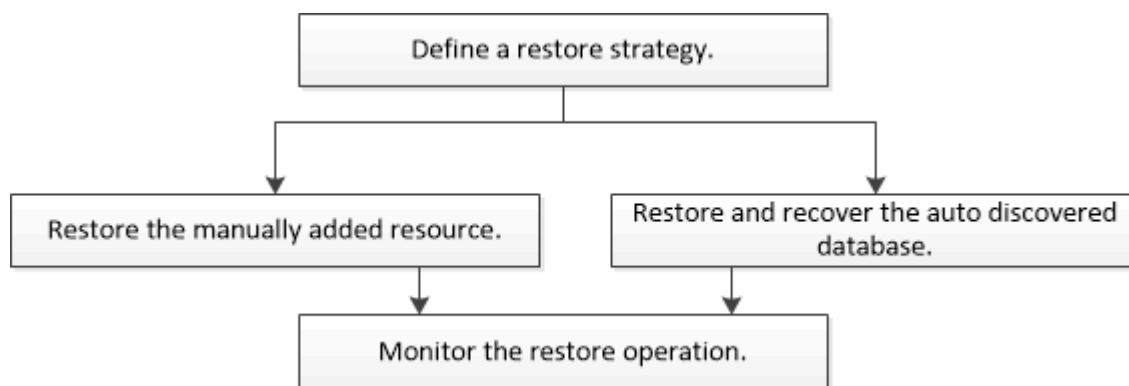 Define a restore strategy.
Restore the manually added resource.
Restore and recover the auto discovered
database.
Monitor the restore operation.